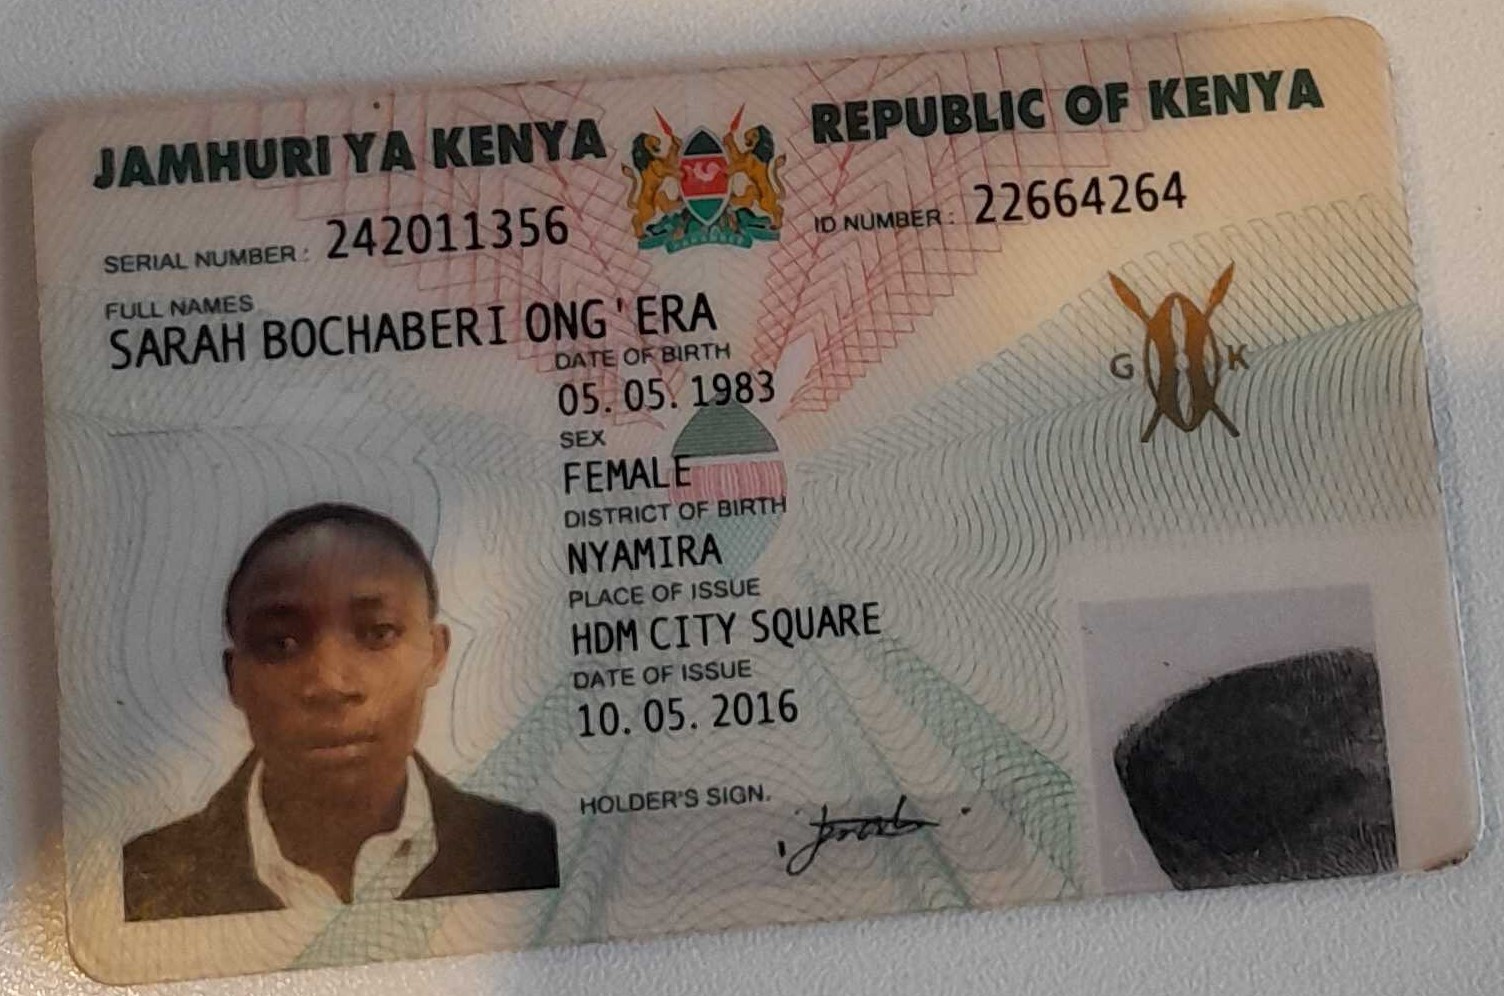 JAMHURI YA KENYA
REPUBLIC OF KENYA
SERIAL NUMBER : 242011356
ID NUMBER : 22664264
FULL NAMES
SARAH BOCHABERI ONG'ERA
DATE OF BIRTH
05. 05. 1983
SEX
FEMALE
DISTRICT OF BIRTH
NYAMIRA
PLACE OF ISSUE
HDM CITY SQUARE
DATE OF ISSUE
10. 05. 2016
HOLDER'S SIGN.
G K